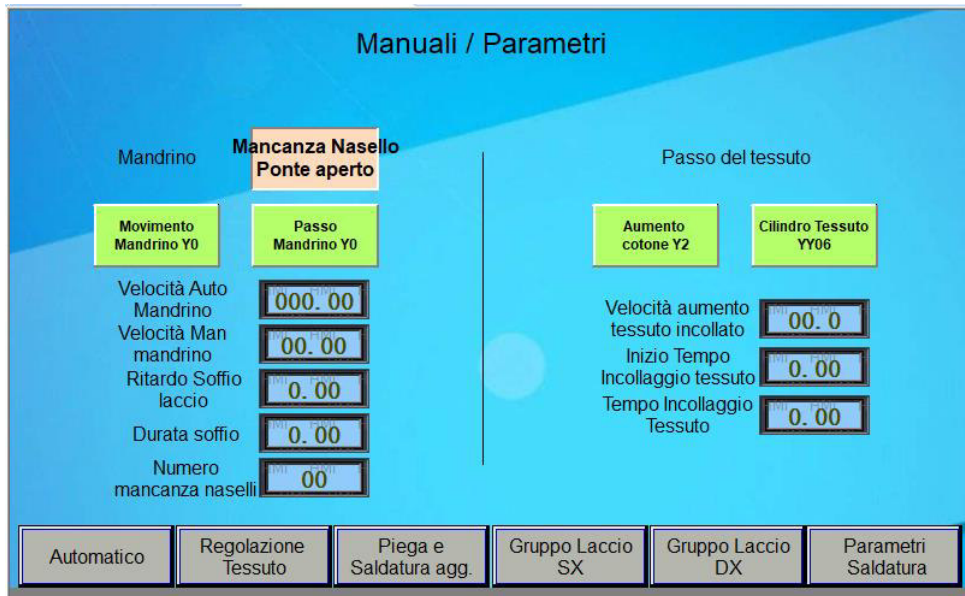 Manuali / Parametri
Mandrino
Mancanza Nasello
Ponte aperto
Movimento
Mandrino Y0
Passo
Mandrino Y0
Velocità Auto
Mandrino
000.00
Velocità Man
mandrino
00.00
Ritardo Soffio
laccio
0.00
Durata soffio
0.00
Numero
mancanza naselli
00
Passo del tessuto
Aumento
cotone Y2
Cilindro Tessuto
YY06
Velocità aumento
tessuto incollato
00.0
Inizio Tempo
Incollaggio tessuto
0.00
Tempo Incollaggio
Tessuto
0.00
Automatico
Regolazione
Tessuto
Piega e
Saldatura agg.
Gruppo Laccio
SX
Gruppo Laccio
DX
Parametri
Saldatura